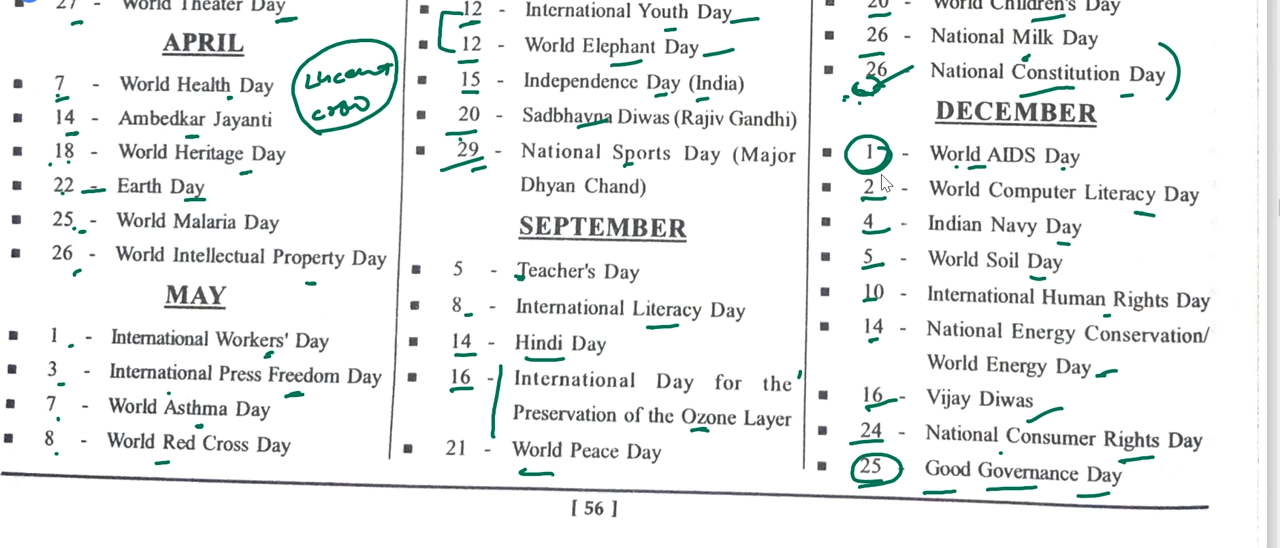 27 - World Theater Day
APRIL
7 - World Health Day
14 - Ambedkar Jayanti
18 - World Heritage Day
22 - Earth Day
25 - World Malaria Day
26 - World Intellectual Property Day
MAY
1 - International Workers' Day
3 - International Press Freedom Day
7 - World Asthma Day
8 - World Red Cross Day
12 - International Youth Day
12 - World Elephant Day
15 - Independence Day (India)
20 - Sadbhavna Diwas (Rajiv Gandhi)
29 - National Sports Day (Major
Dhyan Chand)
SEPTEMBER
5 - Teacher's Day
8 - International Literacy Day
14 - Hindi Day
16 - International Day for the
Preservation of the Ozone Layer
21 - World Peace Day
20 - World Children's Day
26 - National Milk Day
26 - National Constitution Day
DECEMBER
1 - World AIDS Day
2 - World Computer Literacy Day
4 - Indian Navy Day
5 - World Soil Day
10 - International Human Rights Day
14 - National Energy Conservation/
World Energy Day
16 - Vijay Diwas
24 - National Consumer Rights Day
25 Good Governance Day
[ 56 ]